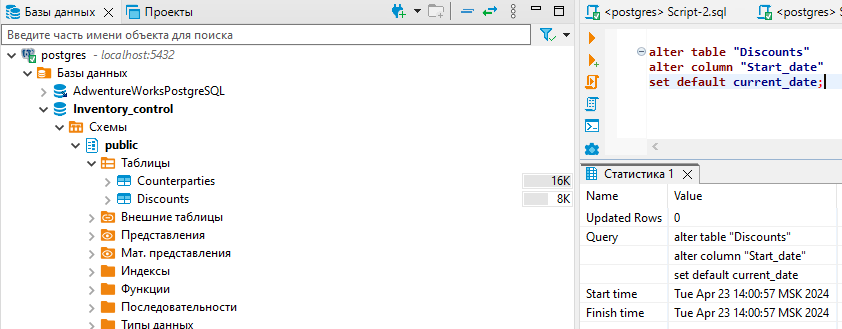 Базы данных
Проекты
Введите часть имени объекта для поиска
postgres - localhost:5432
Базы данных
AdwentureWorksPostgreSQL
Inventory_control
Схемы
public
Таблицы
Counterparties 16K
Discounts 8K
Внешние таблицы
Представления
Мат. представления
Индексы
Функции
Последовательности
Типы данных
<postgres> Script-2.sql
<postgres> S
alter table "Discounts"
alter column "Start_date"
set default current_date;
Статистика 1
Name Value
Updated Rows 0
Query alter table "Discounts"
alter column "Start_date"
set default current_date
Start time Tue Apr 23 14:00:57 MSK 2024
Finish time Tue Apr 23 14:00:57 MSK 2024